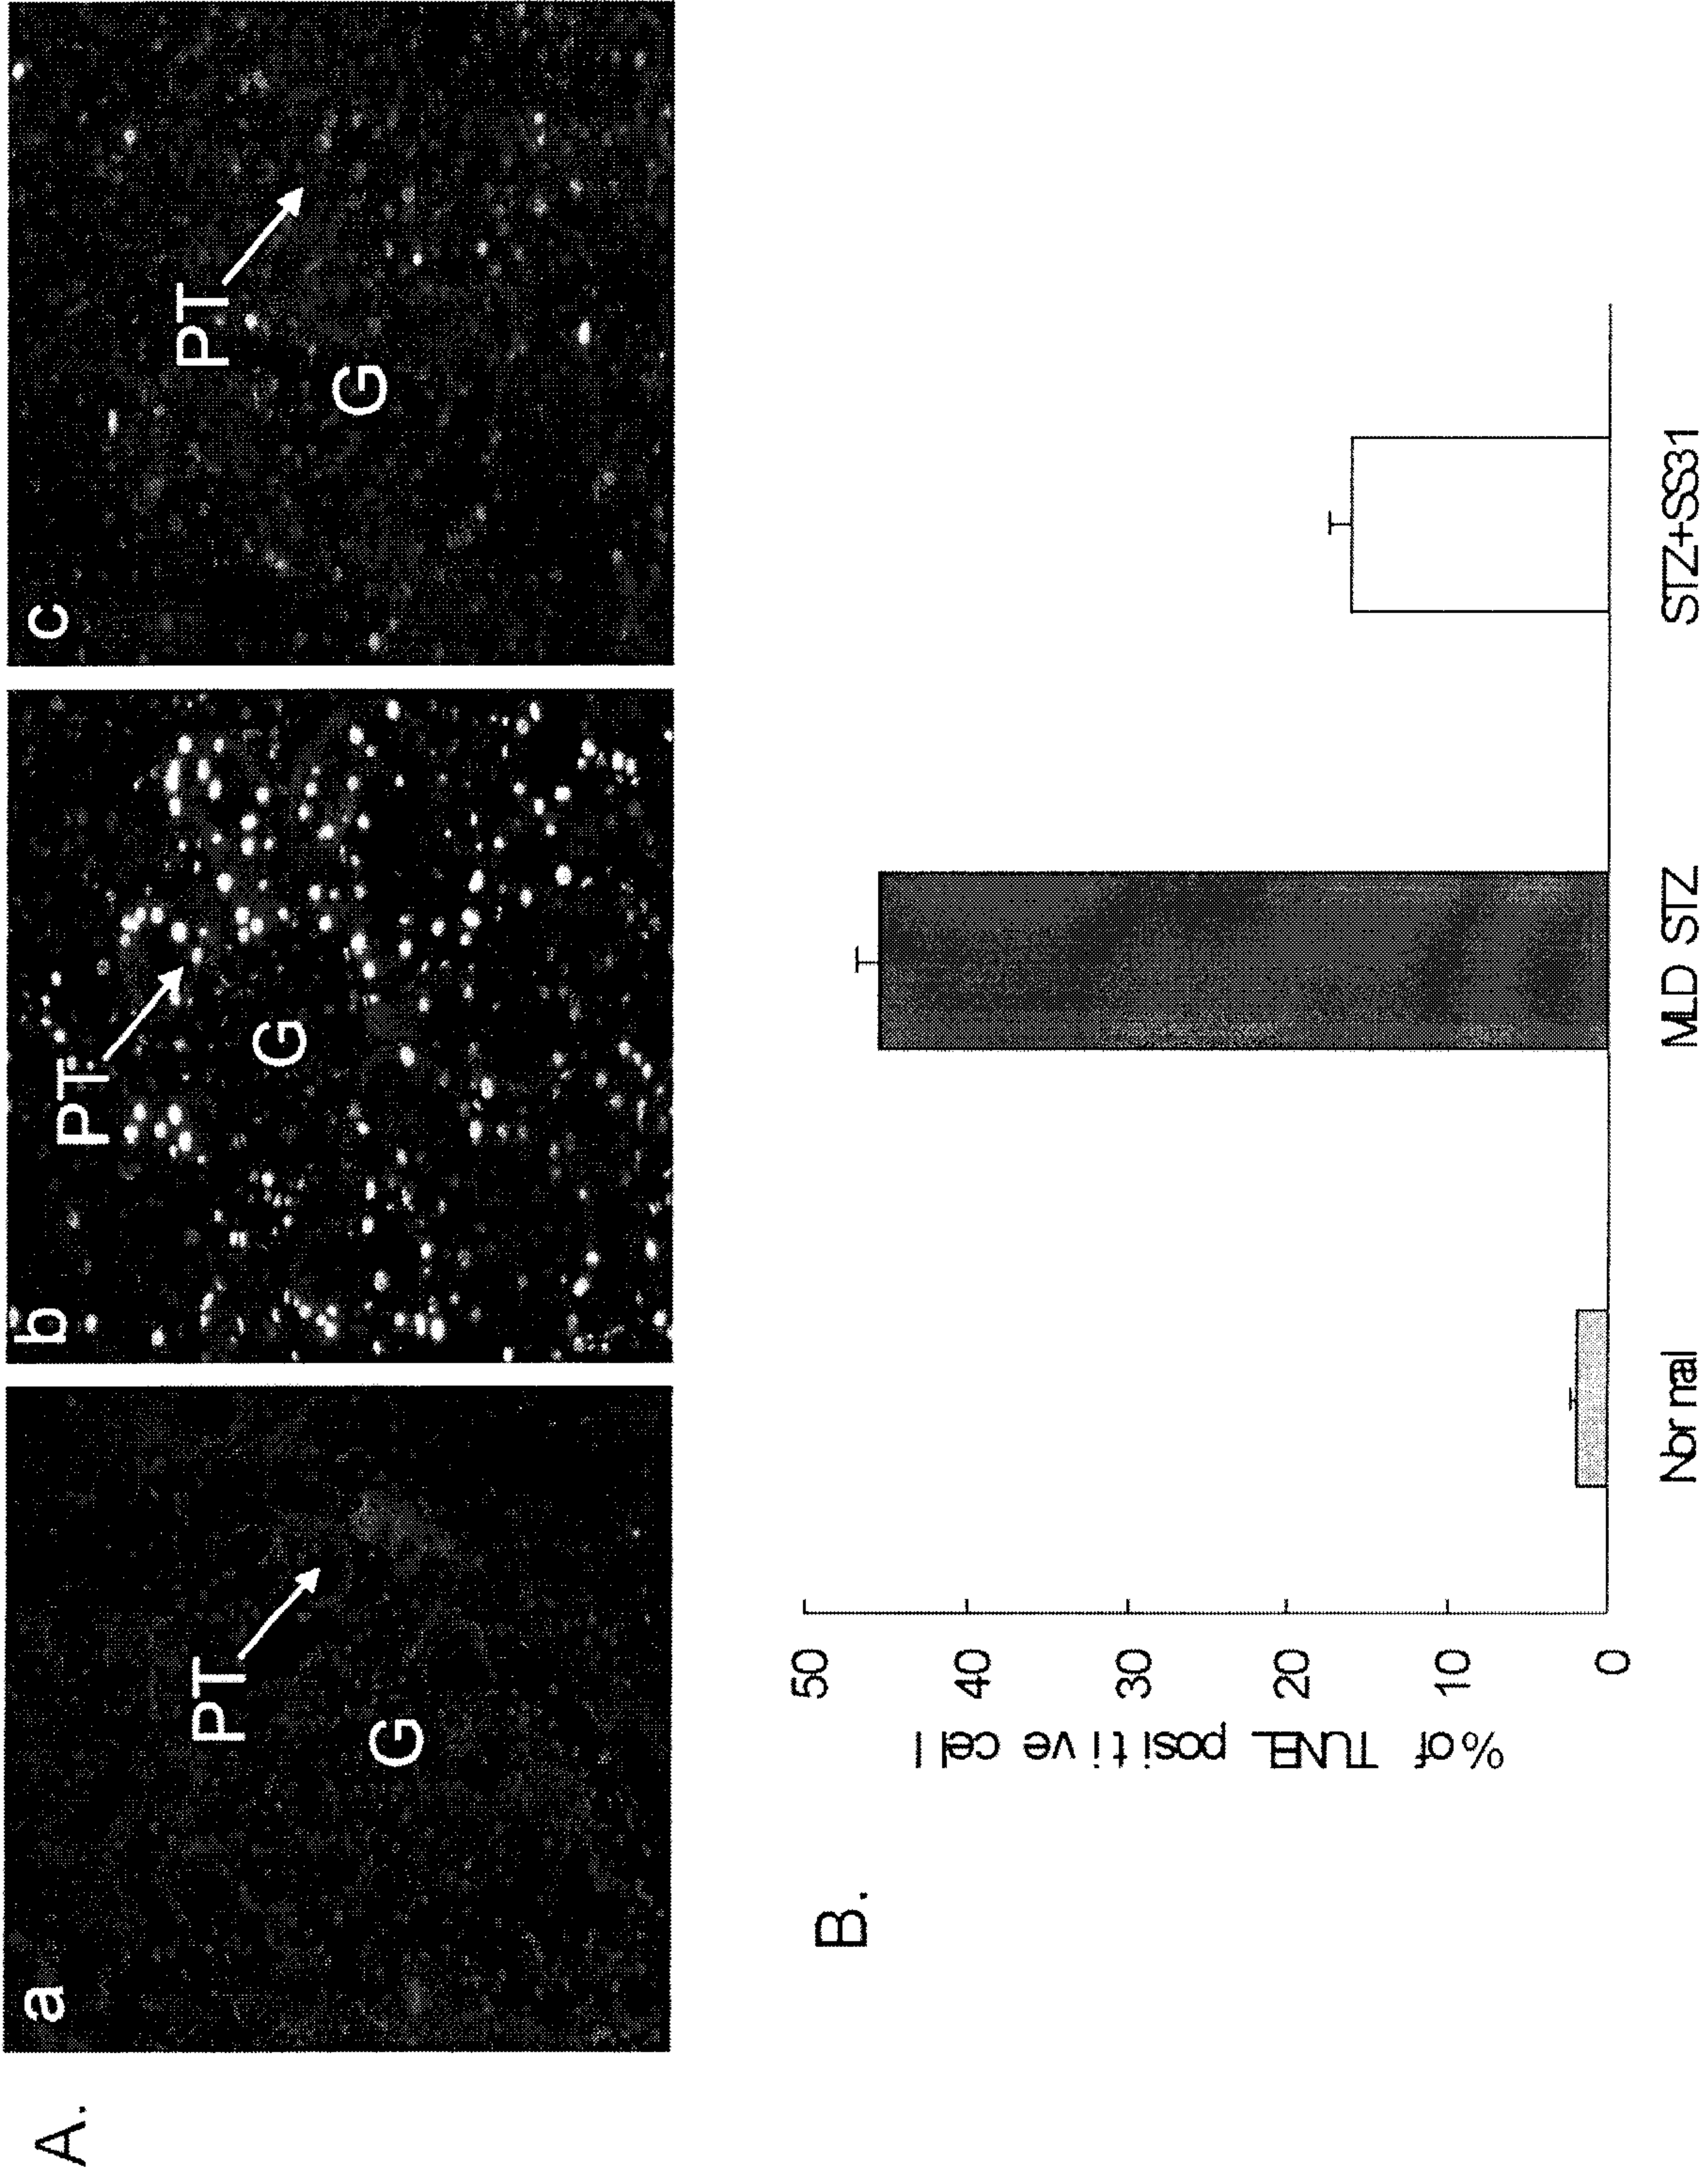 A.
a
PT
G
b
PT
G
c
PT
G
B.
% of TUNEL positive cell
50
40
30
20
10
0
Normal
MLD STZ
STZ+SS31